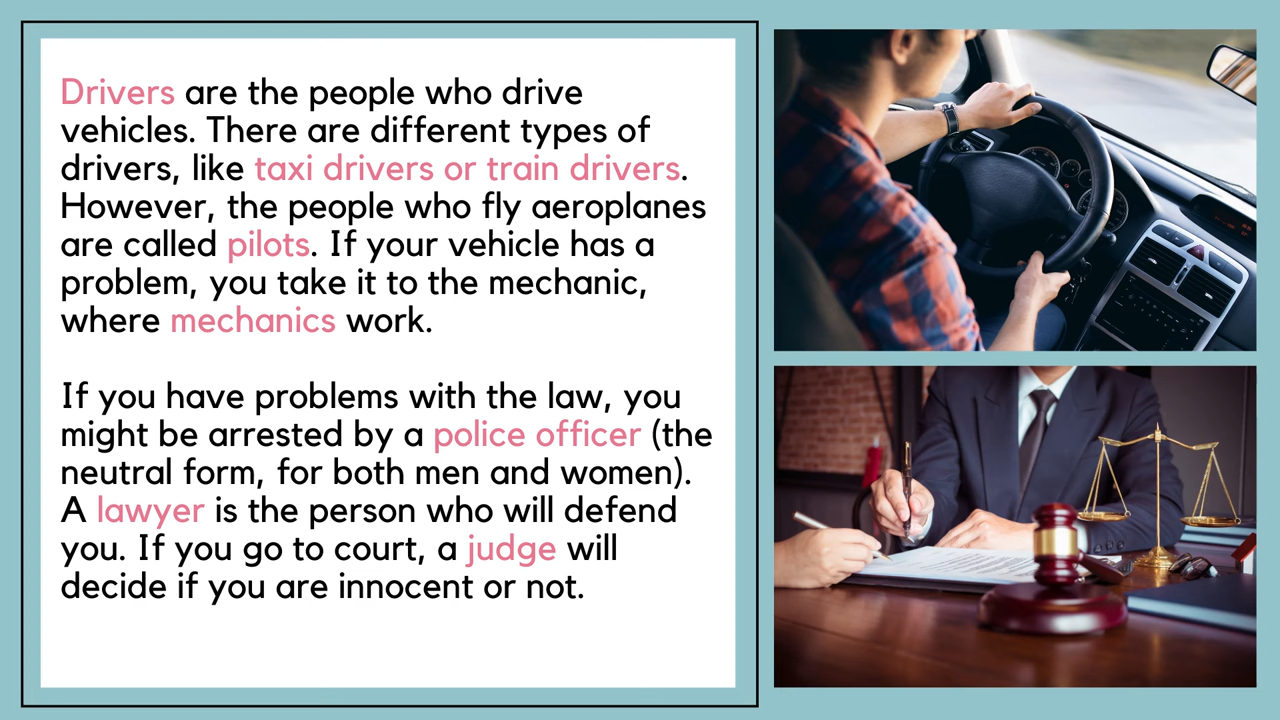 Drivers are the people who drive
vehicles. There are different types of
drivers, like taxi drivers or train drivers.
However, the people who fly aeroplanes
are called pilots. If your vehicle has a
problem, you take it to the mechanic,
where mechanics work.
If you have problems with the law, you
might be arrested by a police officer (the
neutral form, for both men and women).
A lawyer is the person who will defend
you. If you go to court, a judge will
decide if you are innocent or not.